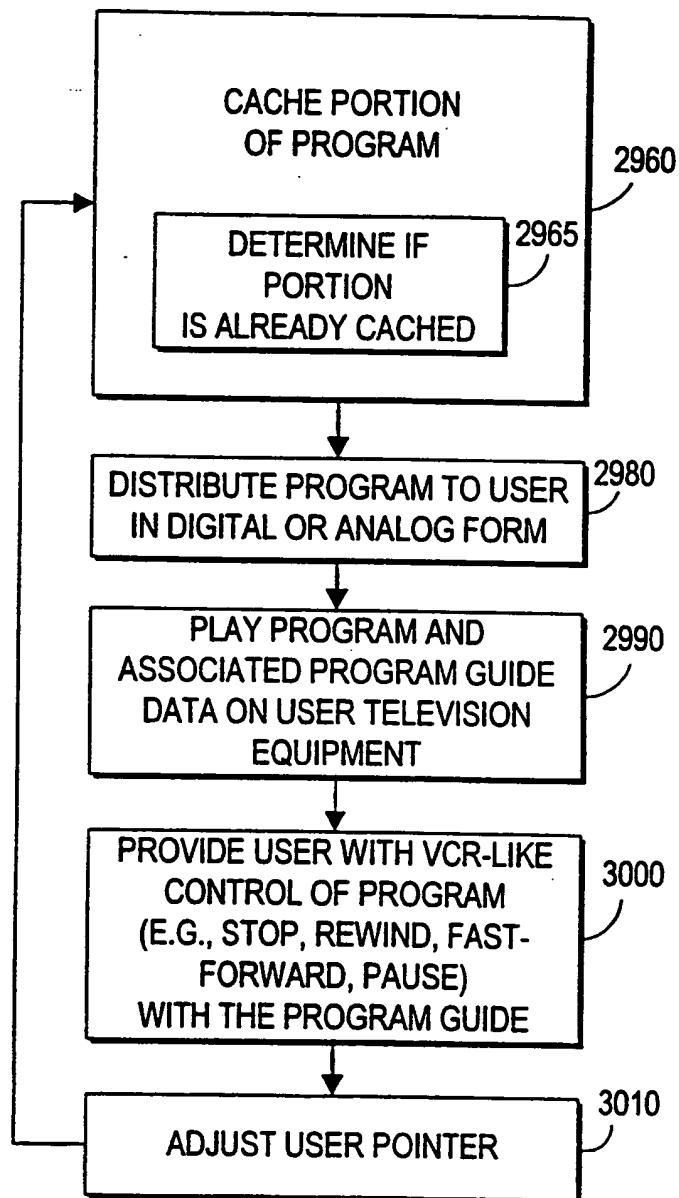 CACHE PORTION
OF PROGRAM
2960
DETERMINE IF
PORTION
IS ALREADY CACHED
2965
DISTRIBUTE PROGRAM TO USER
IN DIGITAL OR ANALOG FORM
2980
PLAY PROGRAM AND
ASSOCIATED PROGRAM GUIDE
DATA ON USER TELEVISION
EQUIPMENT
2990
PROVIDE USER WITH VCR-LIKE
CONTROL OF PROGRAM
(E.G., STOP, REWIND, FAST-
FORWARD, PAUSE)
WITH THE PROGRAM GUIDE
3000
ADJUST USER POINTER
3010